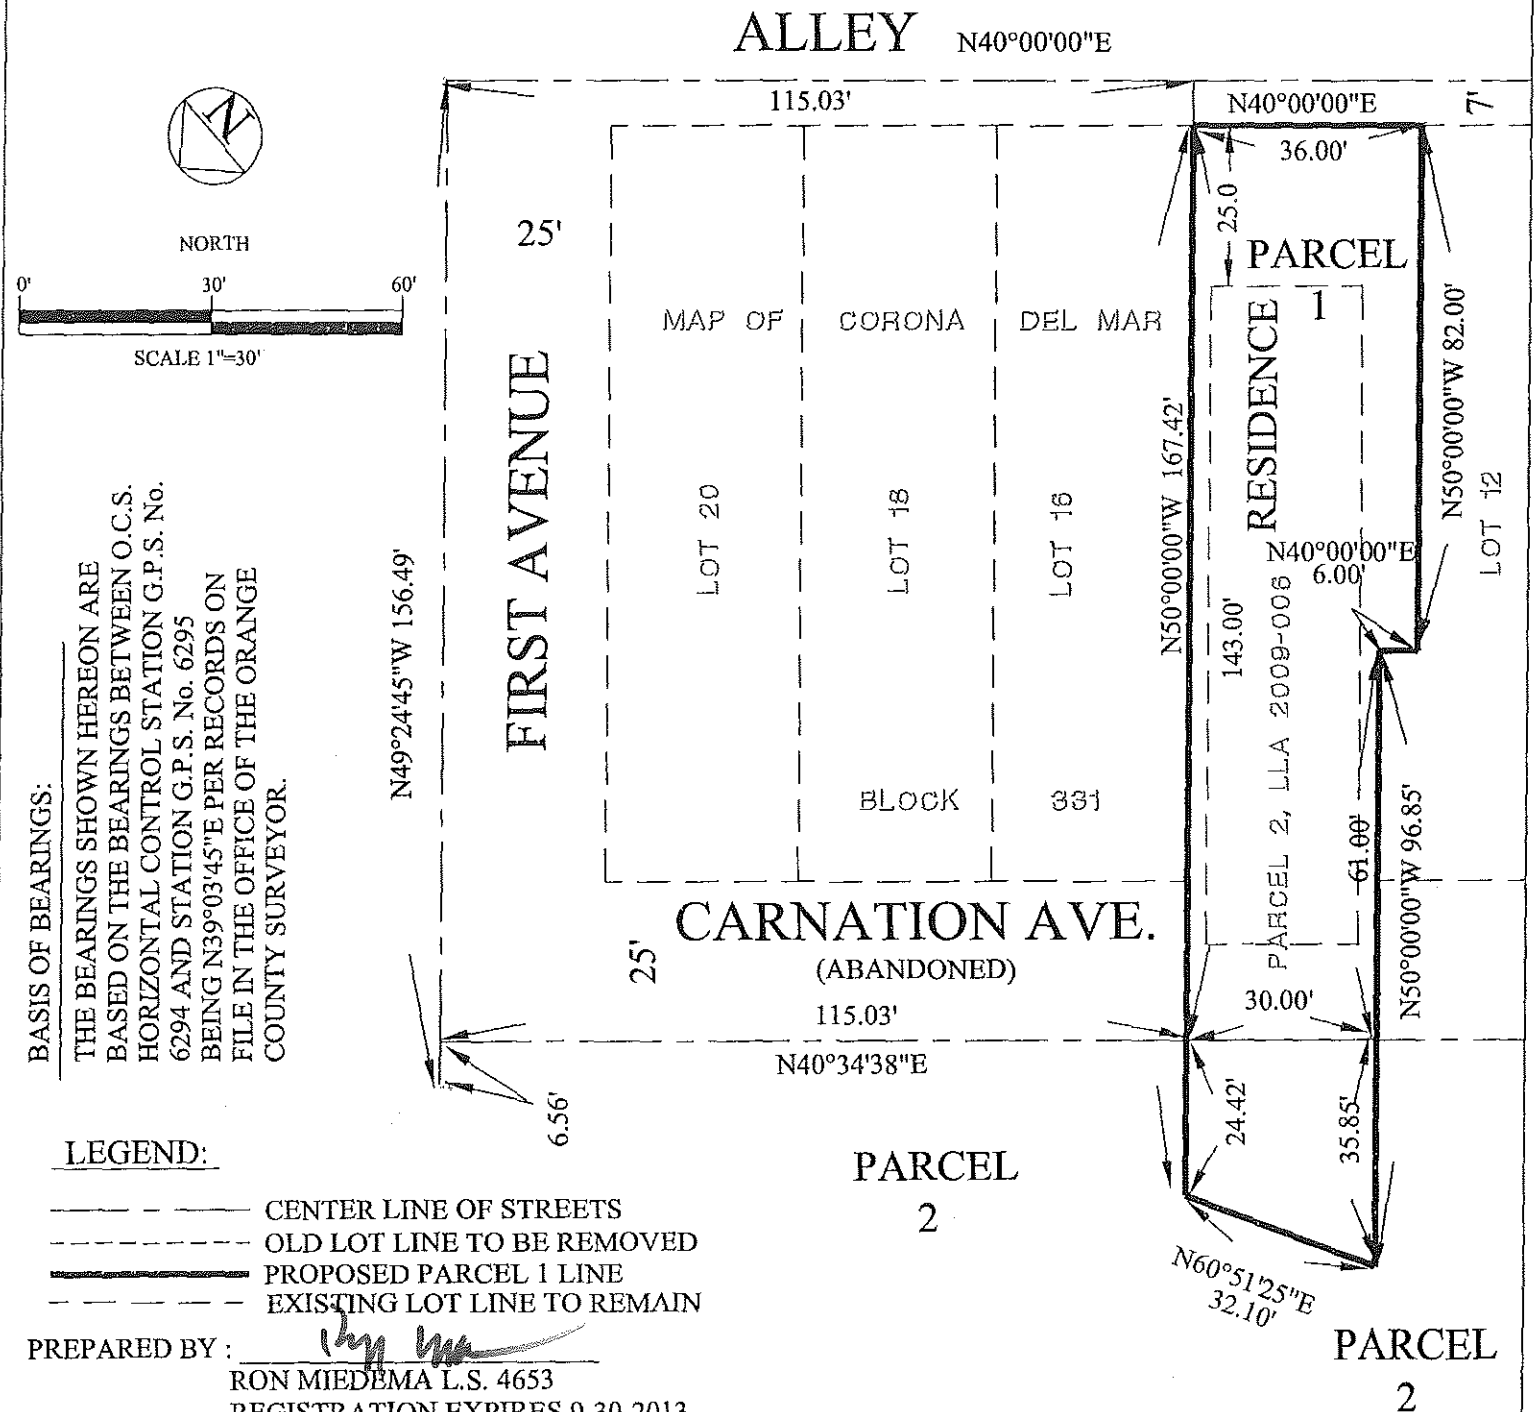 ALLEY N40°00'00"E
115.03'
N40°00'00"E
7'
36.00'
N
NORTH
0' 30' 60'
SCALE 1"=30'
25'
25.0
PARCEL
1
MAP OF CORONA DEL MAR
RESIDENCE
FIRST AVENUE
N50°00'00"W 82.00'
N50°00'00"W 167.42'
LOT 20
LOT 18
LOT 16
LOT 12
N40°00'00"E
6.00'
143.00'
PARCEL 2, LLA 2009-006
N49°24'45"W 156.49'
BLOCK 331
61.00'
N50°00'00"W 96.85'
BASIS OF BEARINGS:
THE BEARINGS SHOWN HEREON ARE
BASED ON THE BEARINGS BETWEEN O.C.S.
HORIZONTAL CONTROL STATION G.P.S. No.
6294 AND STATION G.P.S. No. 6295
BEING N39°03'45"E PER RECORDS ON
FILE IN THE OFFICE OF THE ORANGE
COUNTY SURVEYOR.
CARNATION AVE.
(ABANDONED)
25'
30.00'
115.03'
N40°34'38"E
6.56'
24.42'
35.85'
PARCEL
2
N60°51'25"E
32.10'
PARCEL
2
LEGEND:
CENTER LINE OF STREETS
OLD LOT LINE TO BE REMOVED
PROPOSED PARCEL 1 LINE
EXISTING LOT LINE TO REMAIN
PREPARED BY :
RON MIEDEMA L.S. 4653
REGISTRATION EXPIRES 9-30-2013